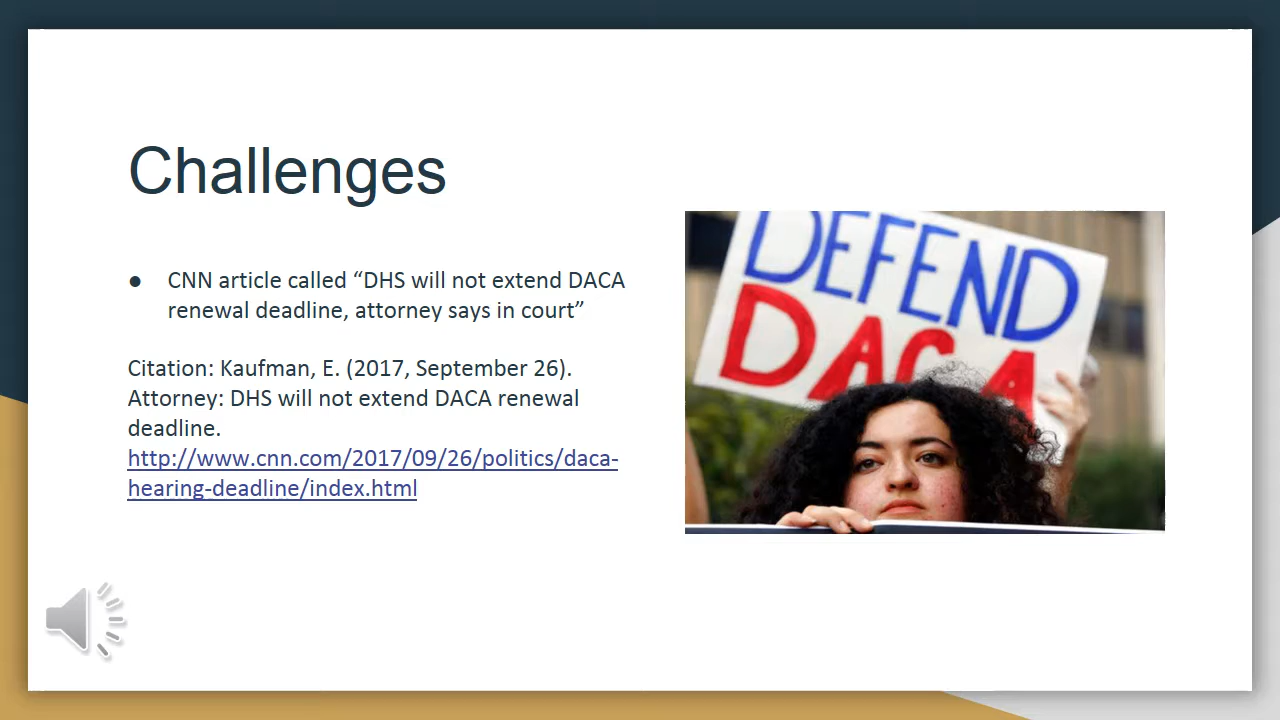 Challenges
● CNN article called “DHS will not extend DACA
renewal deadline, attorney says in court”
Citation: Kaufman, E. (2017, September 26).
Attorney: DHS will not extend DACA renewal
deadline.
http://www.cnn.com/2017/09/26/politics/daca-
hearing-deadline/index.html
DEFEND
DACA